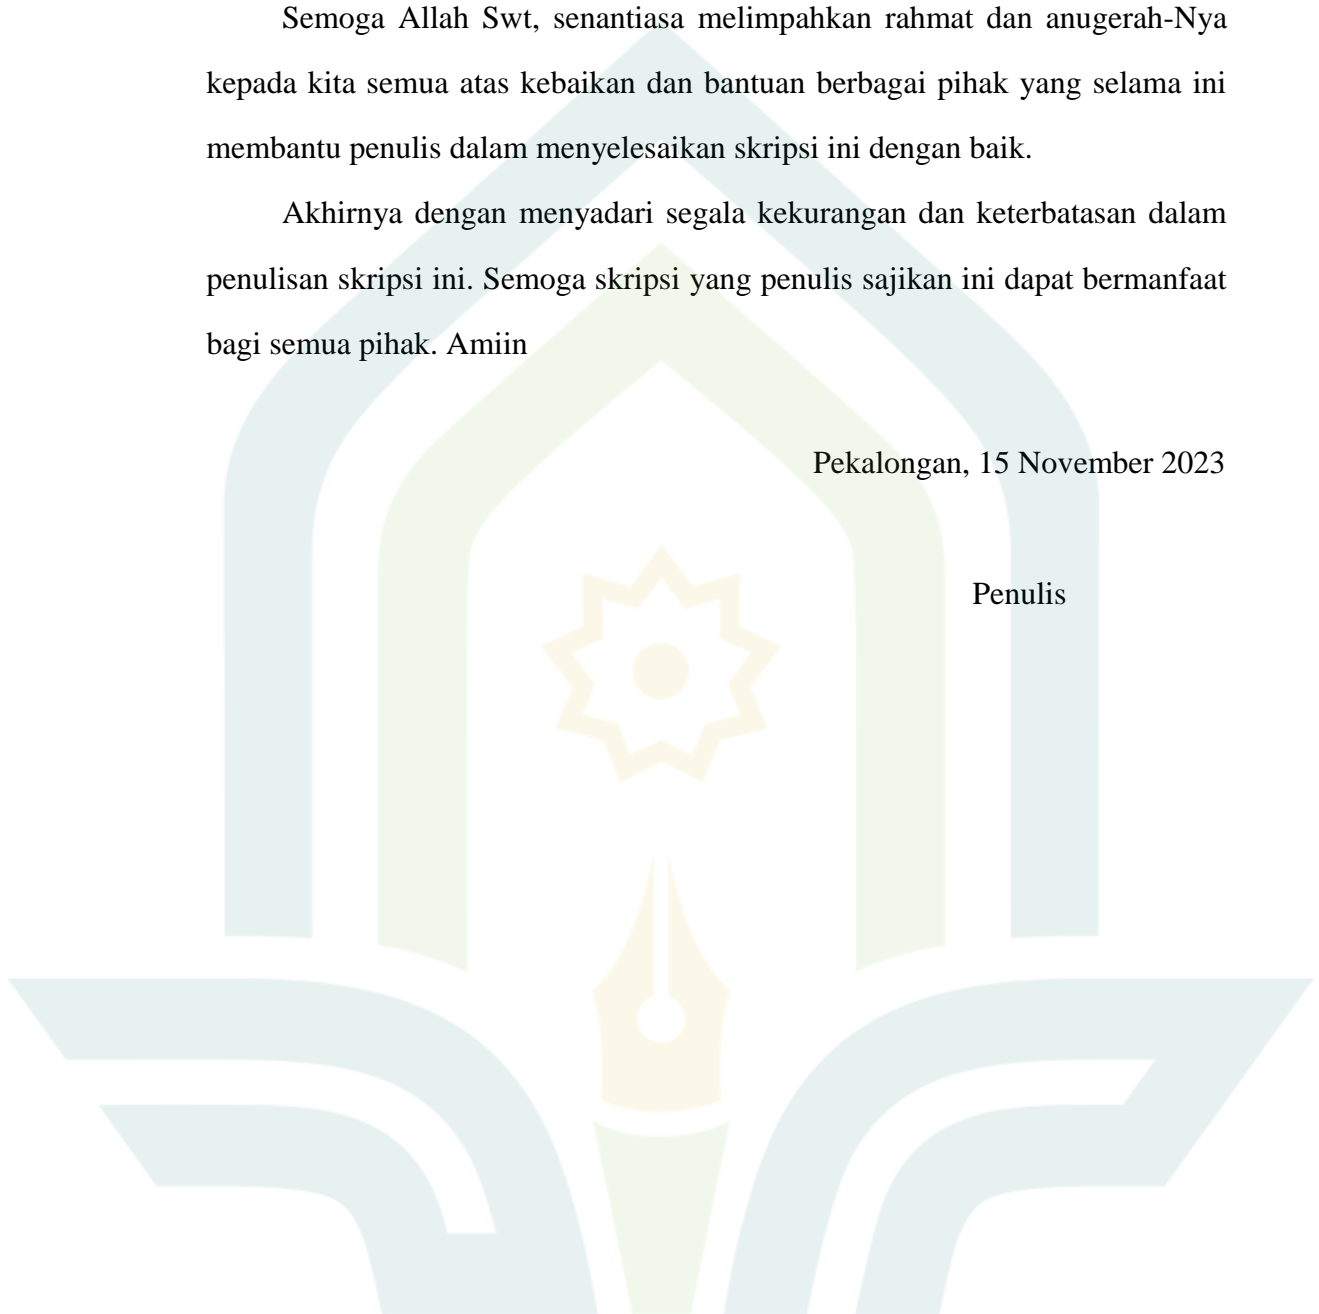 Semoga Allah Swt, senantiasa melimpahkan rahmat dan anugerah-Nya
kepada kita semua atas kebaikan dan bantuan berbagai pihak yang selama ini
membantu penulis dalam menyelesaikan skripsi ini dengan baik.
Akhirnya dengan menyadari segala kekurangan dan keterbatasan dalam
penulisan skripsi ini. Semoga skripsi yang penulis sajikan ini dapat bermanfaat
bagi semua pihak. Amiin
Pekalongan, 15 November 2023
Penulis